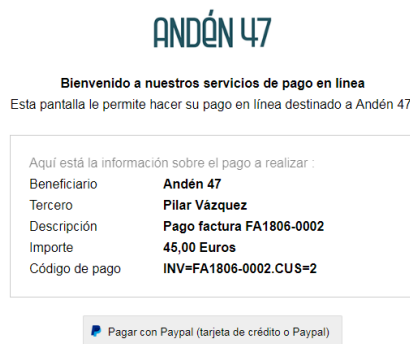 ANDÉN 47
Bienvenido a nuestros servicios de pago en linea
Esta pantalla le permite hacer su pago en línea destinado a Andén 47
Aquí está la información sobre el pago a realizar :
Beneficiario Andén 47
Tercero Pilar Vázquez
Descripción Pago factura FA1806-0002
Importe 45,00 Euros
Código de pago INV=FA1806-0002.CUS=2
Pagar con Paypal (tarjeta de crédito o Paypal)